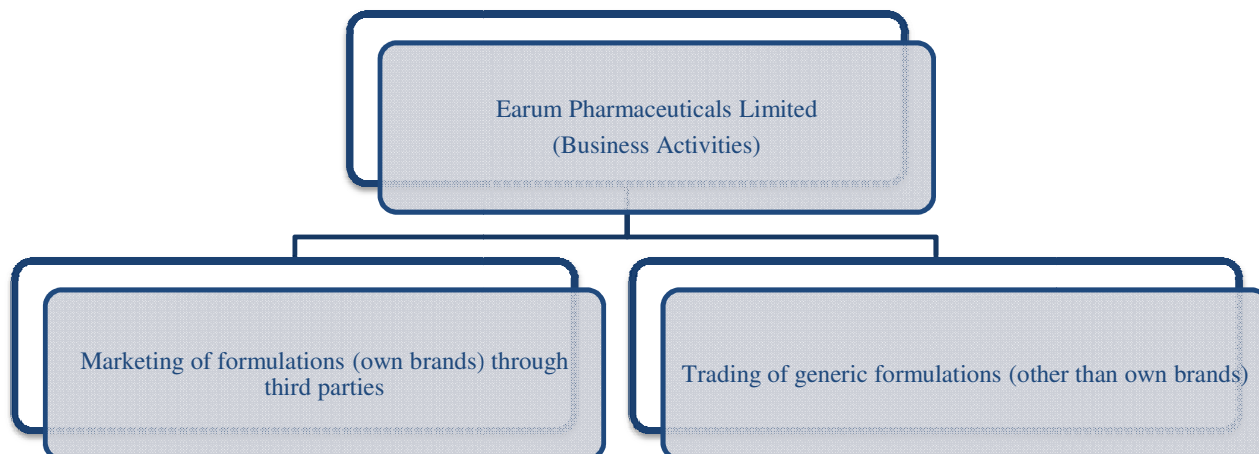 Earum Pharmaceuticals Limited
(Business Activities)
Marketing of formulations (own brands) through
third parties
Trading of generic formulations (other than own brands)